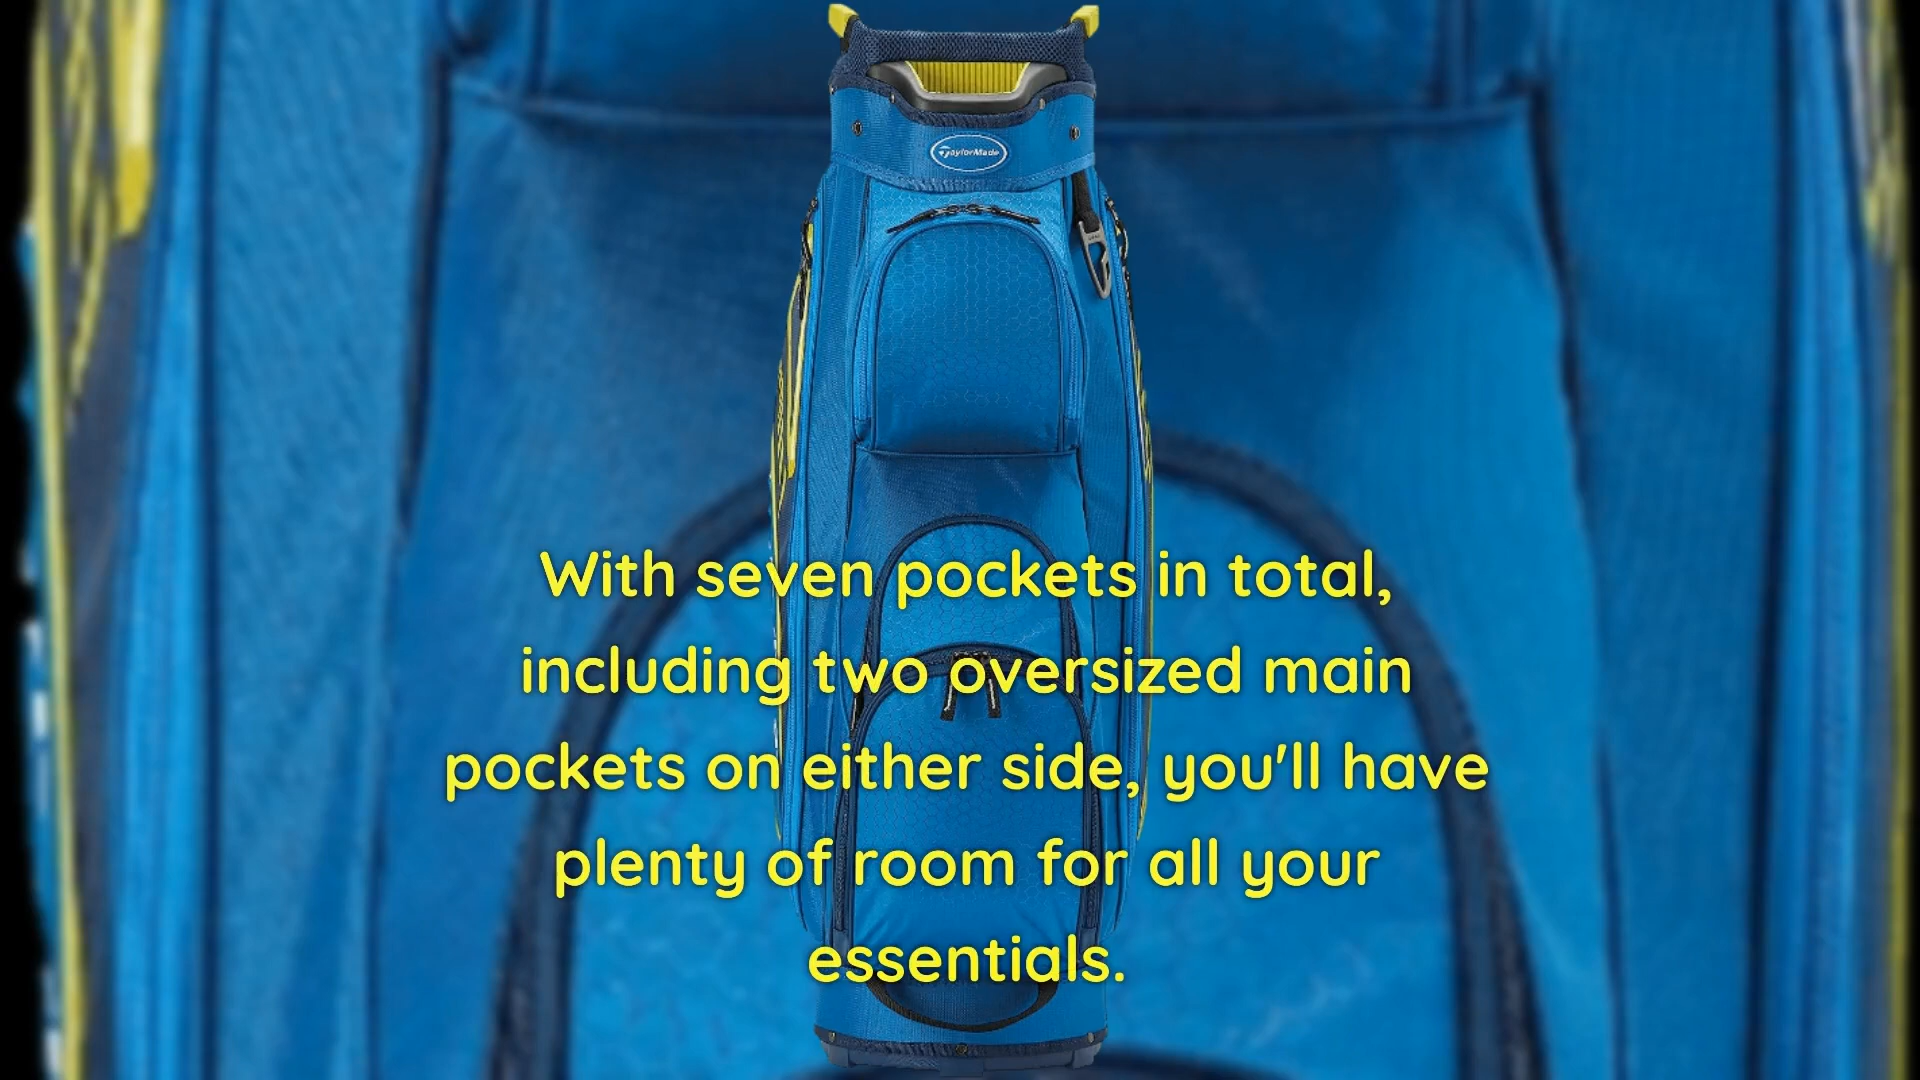 TaylorMade
With seven pockets in total,
including two oversized main
pockets on either side, you'll have
plenty of room for all your
essentials.